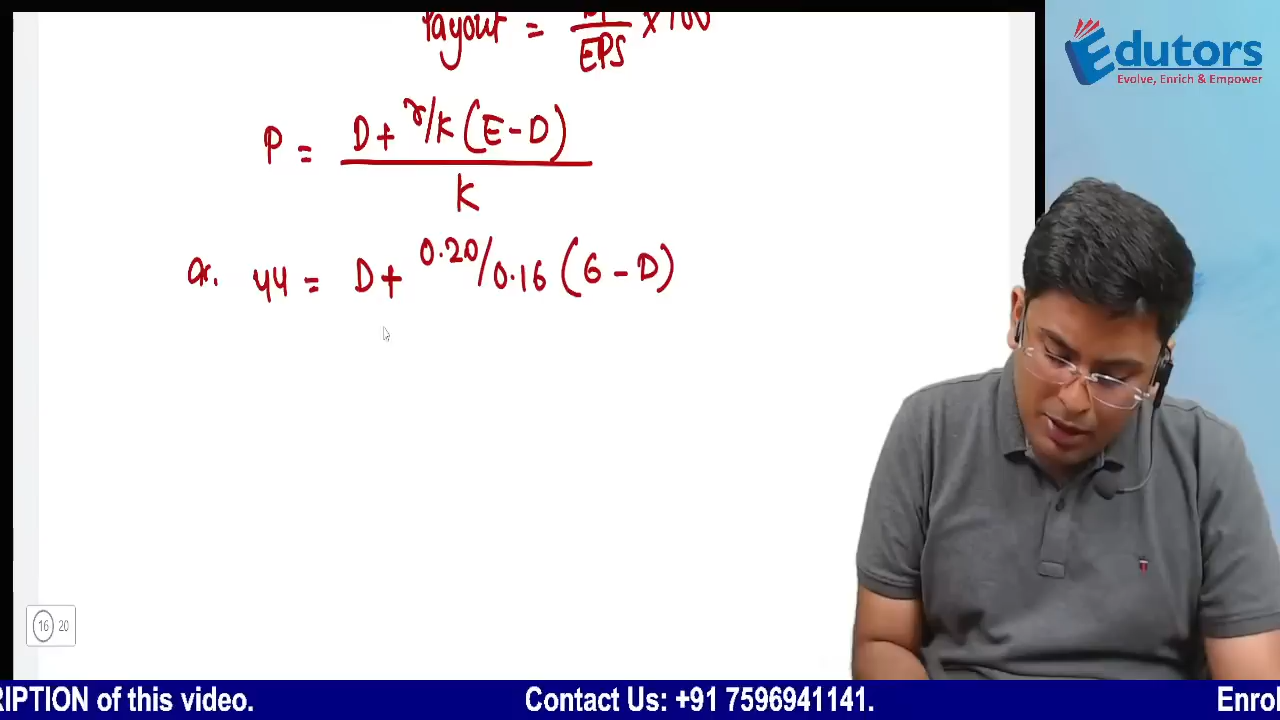 Payout = /EPS ×100
P = D + r/K (E - D)
K
Or. 44 = D + 0.20/0.16 (6 - D)
Edutors
Evolve, Enrich & Empower
16 20
RIPTION of this video. Contact Us: +91 7596941141. Enrol